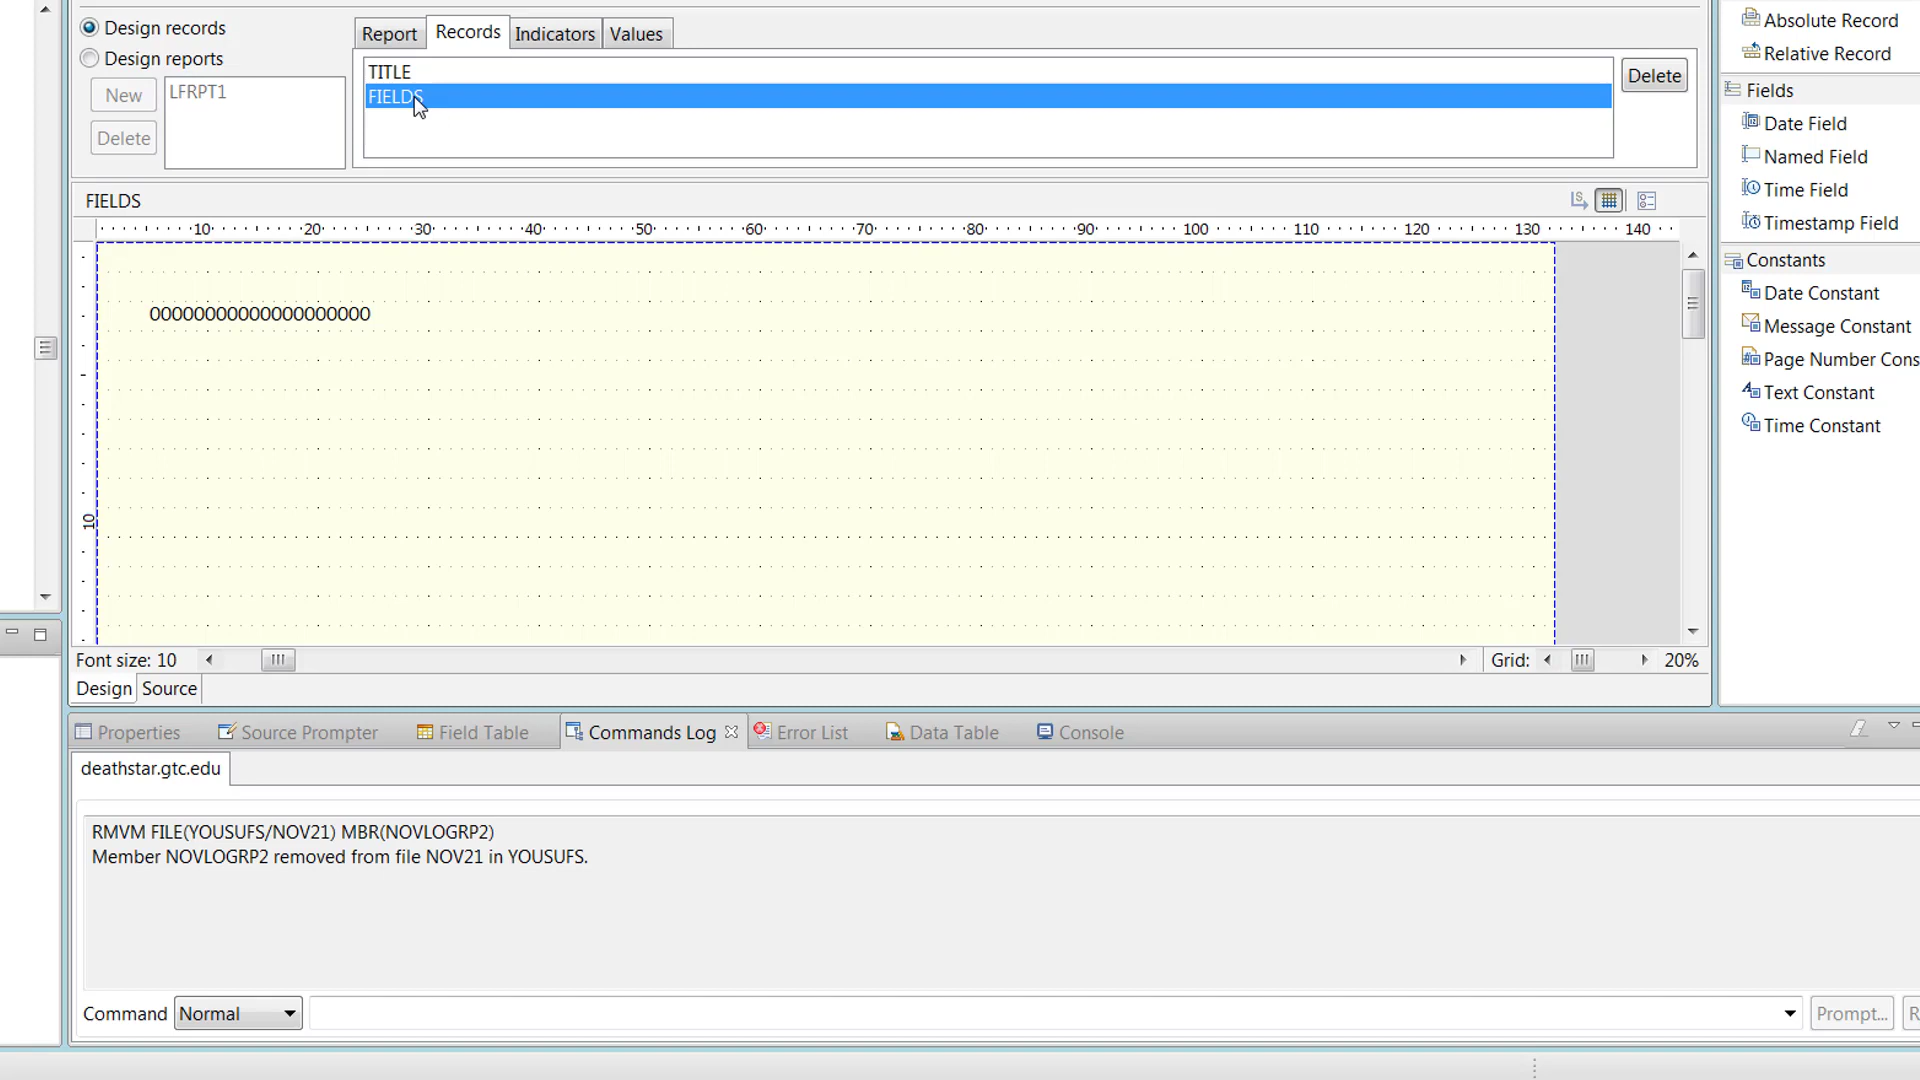 Design records
Design reports
New
Delete
LFRPT1
Report
Records
Indicators
Values
TITLE
FIELDS
Delete
FIELDS
10 20 30 40 50 60 70 80 90 100 110 120 130 140
OOOOOOOOOOOOOOOOOOOO
10
Font size: 10
Grid:
20%
Design
Source
Absolute Record
Relative Record
Fields
Date Field
Named Field
Time Field
Timestamp Field
Constants
Date Constant
Message Constant
Page Number Cons
Text Constant
Time Constant
Properties
Source Prompter
Field Table
Commands Log
Error List
Data Table
Console
deathstar.gtc.edu
RMVM FILE(YOUSUFS/NOV21) MBR(NOVLOGRP2)
Member NOVLOGRP2 removed from file NOV21 in YOUSUFS.
Command
Normal
Prompt...
R